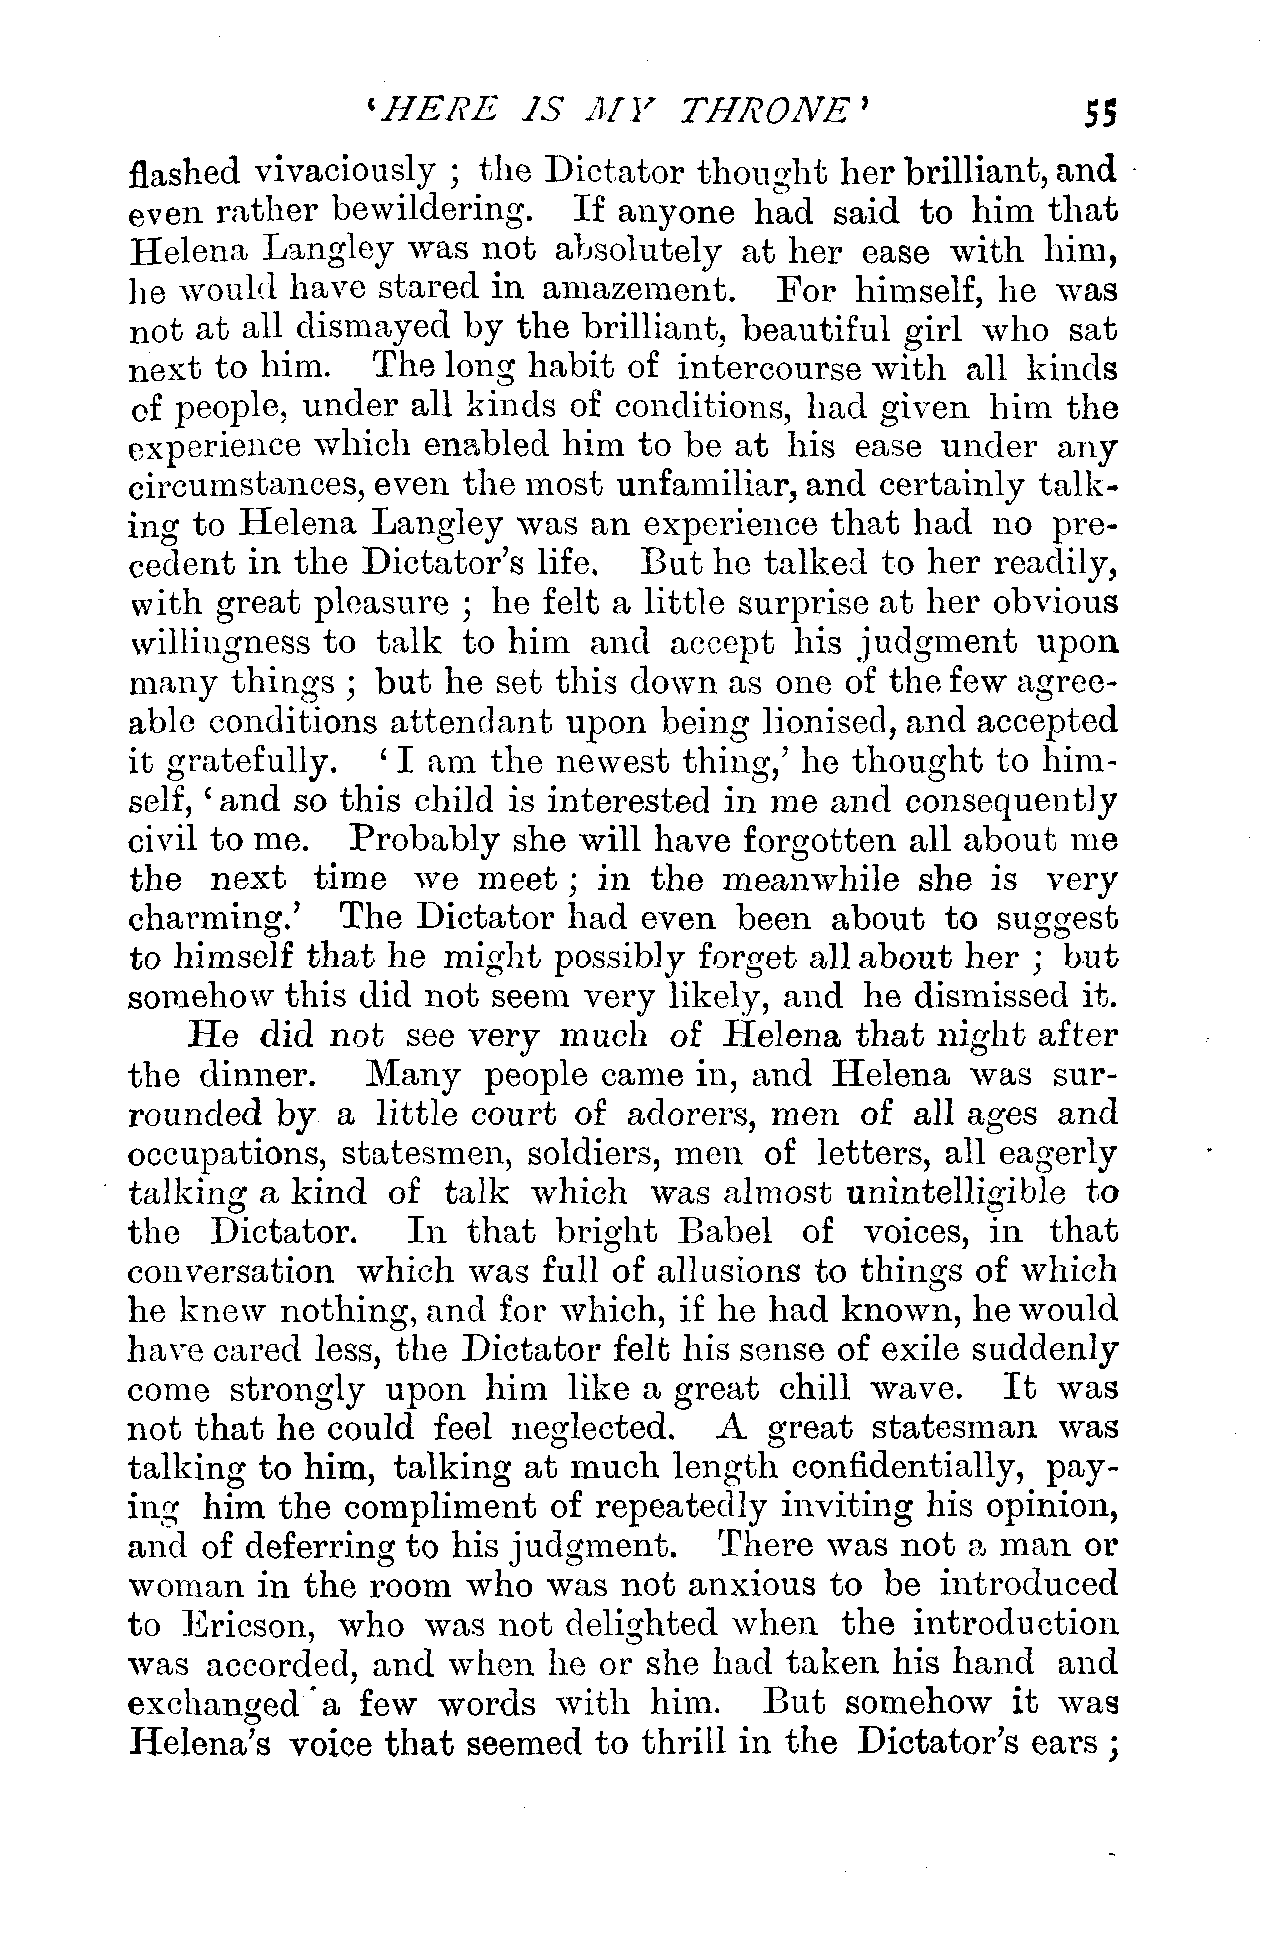 'HERE IS MY THRONE' 55
flashed vivaciously ; the Dictator thought her brilliant, and
even rather bewildering. If anyone had said to him that
Helena Langley was not absolutely at her ease with him,
he would have stared in amazement. For himself, he was
not at all dismayed by the brilliant, beautiful girl who sat
next to him. The long habit of intercourse with all kinds
of people, under all kinds of conditions, had given him the
experience which enabled him to be at his ease under any
circumstances, even the most unfamiliar, and certainly talk-
ing to Helena Langley was an experience that had no pre-
cedent in the Dictator's life. But he talked to her readily,
with great pleasure ; he felt a little surprise at her obvious
willingness to talk to him and accept his judgment upon
many things ; but he set this down as one of the few agree-
able conditions attendant upon being lionised, and accepted
it gratefully. ' I am the newest thing,' he thought to him-
self, ' and so this child is interested in me and consequently
civil to me. Probably she will have forgotten all about me
the next time we meet ; in the meanwhile she is very
charming.' The Dictator had even been about to suggest
to himself that he might possibly forget all about her ; but
somehow this did not seem very likely, and he dismissed it.
He did not see very much of Helena that night after
the dinner. Many people came in, and Helena was sur-
rounded by a little court of adorers, men of all ages and
occupations, statesmen, soldiers, men of letters, all eagerly
talking a kind of talk which was almost unintelligible to
the Dictator. In that bright Babel of voices, in that
conversation which was full of allusions to things of which
he knew nothing, and for which, if he had known, he would
have cared less, the Dictator felt his sense of exile suddenly
come strongly upon him like a great chill wave. It was
not that he could feel neglected. A great statesman was
talking to him, talking at much length confidentially, pay-
ing him the compliment of repeatedly inviting his opinion,
and of deferring to his judgment. There was not a man or
woman in the room who was not anxious to be introduced
to Ericson, who was not delighted when the introduction
was accorded, and when he or she had taken his hand and
exchanged a few words with him. But somehow it was
Helena's voice that seemed to thrill in the Dictator's ears ;